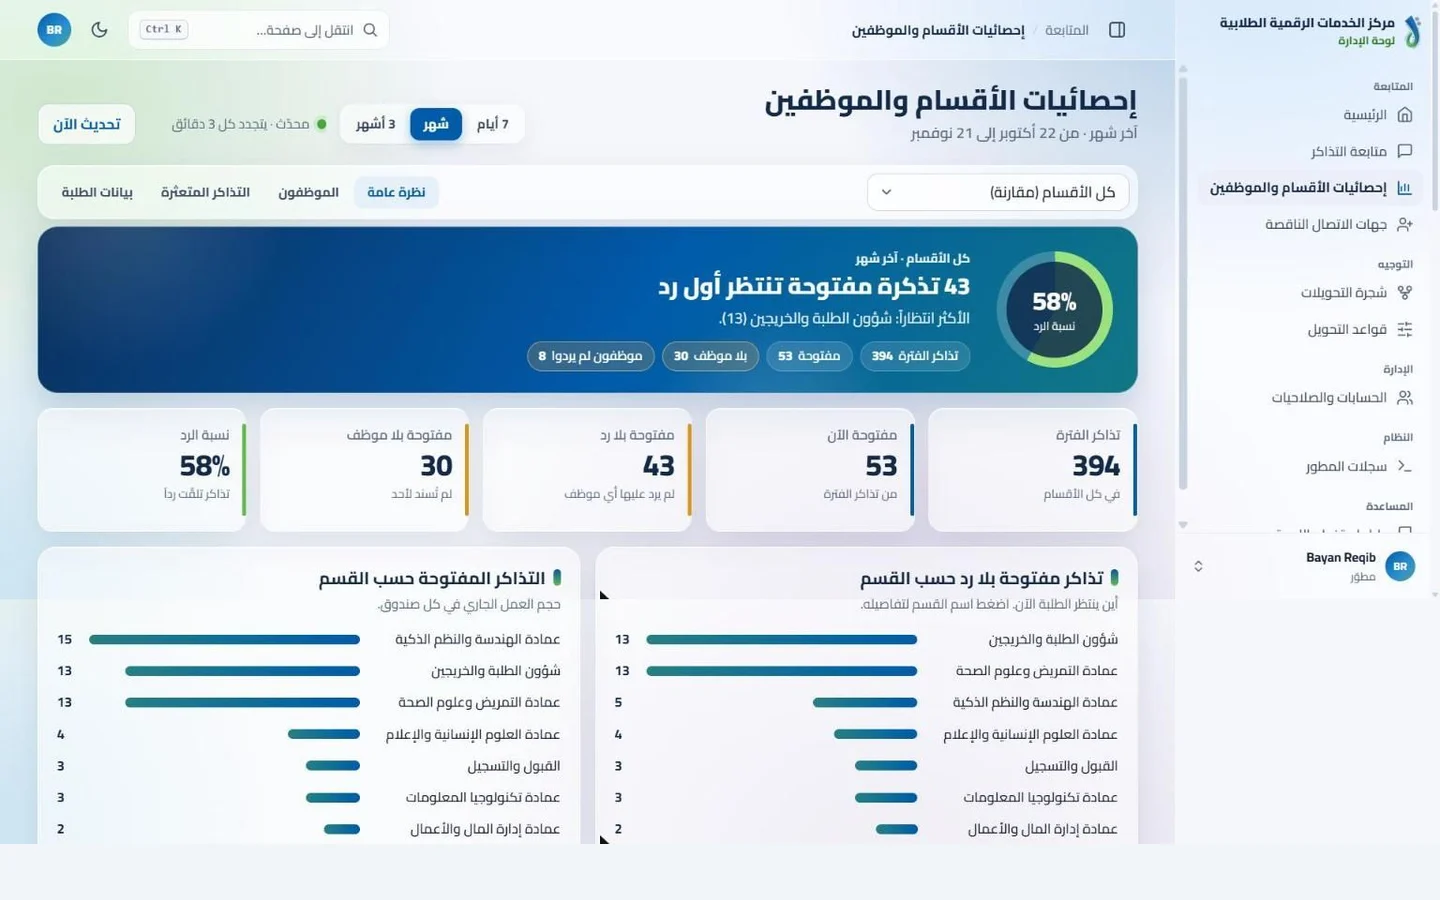 مركز الخدمات الرقمية الطلابية
لوحة الإدارة
المتابعة
الرئيسية
متابعة التذاكر
إحصائيات الأقسام والموظفين
جهات الاتصال الناقصة
التوجيه
شجرة التحويلات
قواعد التحويل
الإدارة
الحسابات والصلاحيات
النظام
سجلات المطور
المساعدة
Bayan Reqib
مطوّر
BR
المتابعة / إحصائيات الأقسام والموظفين
انتقل إلى صفحة...
Ctrl K
BR
إحصائيات الأقسام والموظفين
آخر شهر · من 22 أكتوبر إلى 21 نوفمبر
7 أيام
شهر
3 أشهر
محدّث · يتجدد كل 3 دقائق
تحديث الآن
كل الأقسام (مقارنة)
نظرة عامة
الموظفون
التذاكر المتعثرة
بيانات الطلبة
58%
نسبة الرد
كل الأقسام · آخر شهر
43 تذكرة مفتوحة تنتظر أول رد
الأكثر انتظاراً: شؤون الطلبة والخريجين (13).
تذاكر الفترة 394
مفتوحة 53
بلا موظف 30
موظفون لم يردوا 8
تذاكر الفترة
394
في كل الأقسام
مفتوحة الآن
53
من تذاكر الفترة
مفتوحة بلا رد
43
لم يرد عليها أي موظف
مفتوحة بلا موظف
30
لم تُسند لأحد
نسبة الرد
58%
تذاكر تلقّت رداً
تذاكر مفتوحة بلا رد حسب القسم
أين ينتظر الطلبة الآن. اضغط اسم القسم لتفاصيله.
شؤون الطلبة والخريجين 13
عمادة التمريض وعلوم الصحة 13
عمادة الهندسة والنظم الذكية 5
عمادة العلوم الإنسانية والإعلام 4
القبول والتسجيل 3
عمادة تكنولوجيا المعلومات 3
عمادة إدارة المال والأعمال 2
التذاكر المفتوحة حسب القسم
حجم العمل الجاري في كل صندوق.
عمادة الهندسة والنظم الذكية 15
شؤون الطلبة والخريجين 13
عمادة التمريض وعلوم الصحة 13
عمادة العلوم الإنسانية والإعلام 4
القبول والتسجيل 3
عمادة تكنولوجيا المعلومات 3
عمادة إدارة المال والأعمال 2